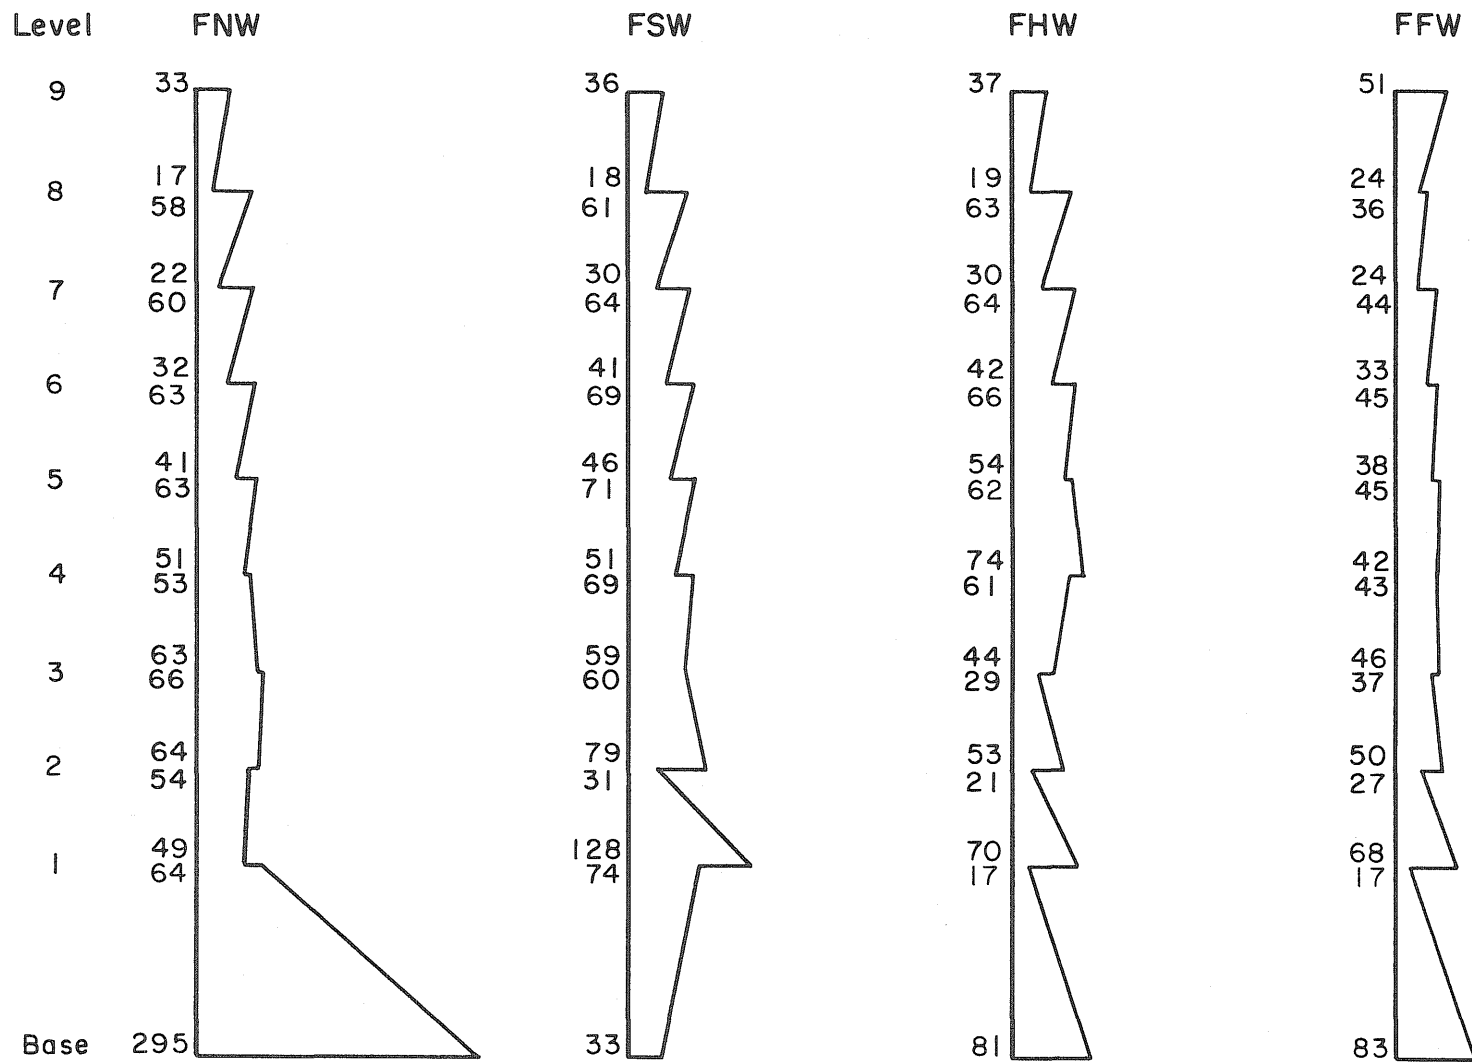 Level FNW FSW FHW FFW
9 33 36 37 51
17 18 19 24
8
58 61 63 36
22 30 30 24
7
60 64 64 44
32 41 42 33
6
63 69 66 45
41 46 54 38
5
63 71 62 45
51 51 74 42
4
53 69 61 43
63 59 44 46
3
66 60 29 37
64 79 53 50
2
54 31 21 27
49 128 70 68
1
64 74 17 17
Base 295 33 81 83